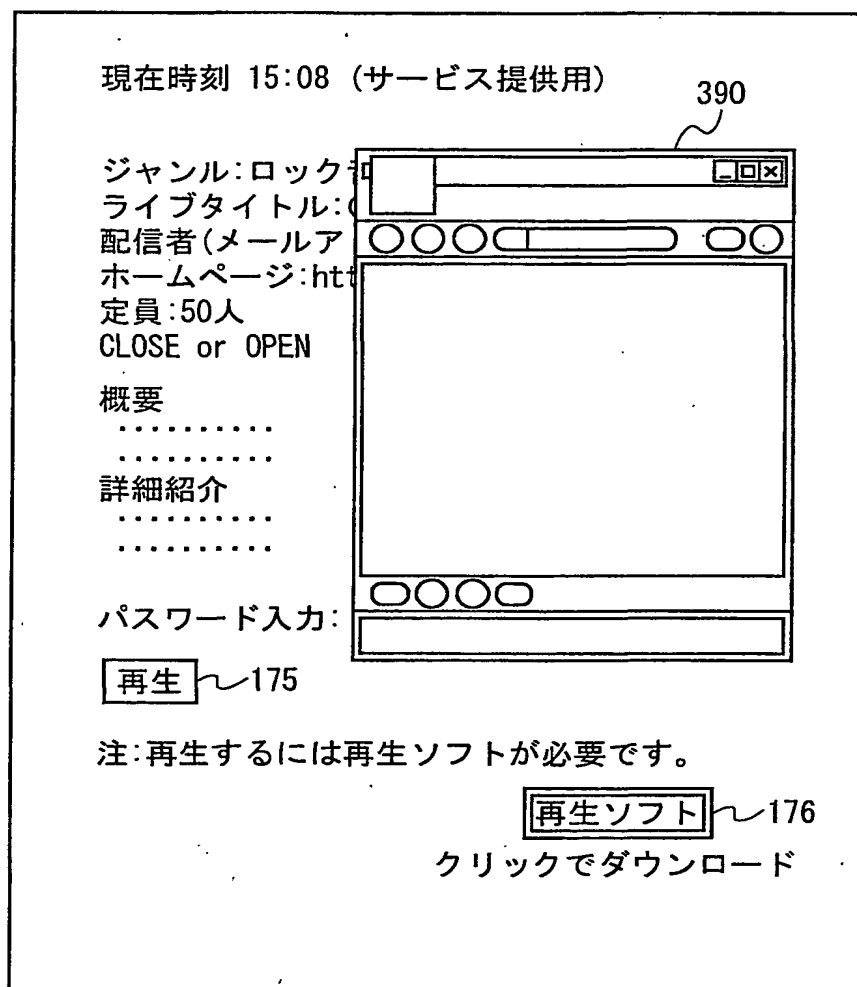 現在時刻 15:08 (サービス提供用)
390
ジャンル:ロック
ライブタイトル:
配信者(メールア
ホームページ:htt
定員:50人
CLOSE or OPEN
概要
..........
..........
詳細紹介
..........
..........
パスワード入力:
再生 175
注:再生するには再生ソフトが必要です。
再生ソフト 176
クリックでダウンロード